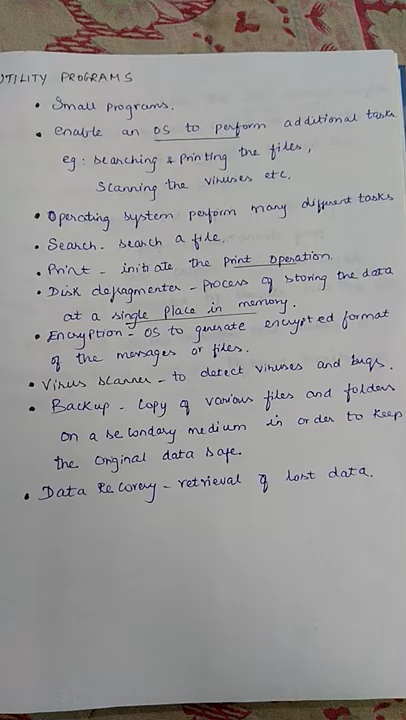 UTILITY PROGRAMS
• Small programs.
• enable an OS to perform additional tasks
eg: Searching & Printing the files,
Scanning the viruses etc,
• Operating system perform many different tasks
• Search - search a file.
• Print - initiate the print operation.
• Disk defragmenter - Process of storing the data
at a single place in memory.
• Encryption - OS to generate encrypted format
of the messages or files.
• Virus scanner - to detect viruses and bugs.
• Backup - Copy of various files and folders
on a secondary medium in order to keep
the original data safe.
• Data Recovery - retrieval of lost data.